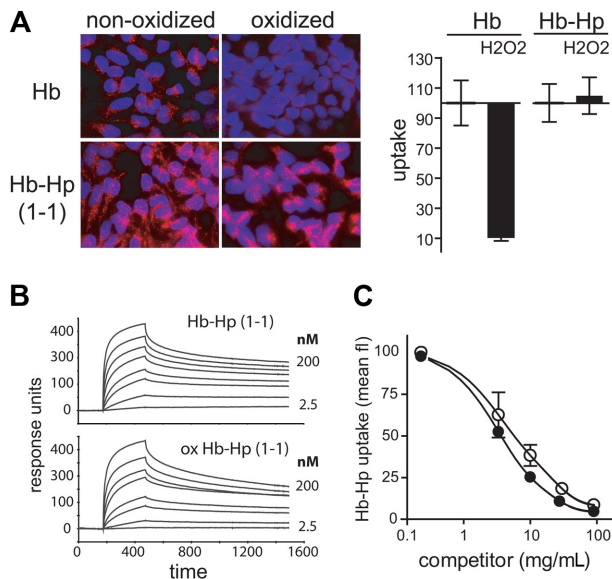 A
non-oxidized
oxidized
Hb
Hb-Hp
(1-1)
Hb
Hb-Hp
H2O2
H2O2
130
110
90
70
50
30
10
uptake
B
Hb-Hp (1-1)
nM
200
2.5
400
300
200
100
0
ox Hb-Hp (1-1)
nM
200
2.5
400
300
200
100
0
response units
0
400
800
1200
1600
time
C
100
75
50
25
0
Hb-Hp uptake (mean fl)
0.1
1
10
100
competitor (mg/mL)